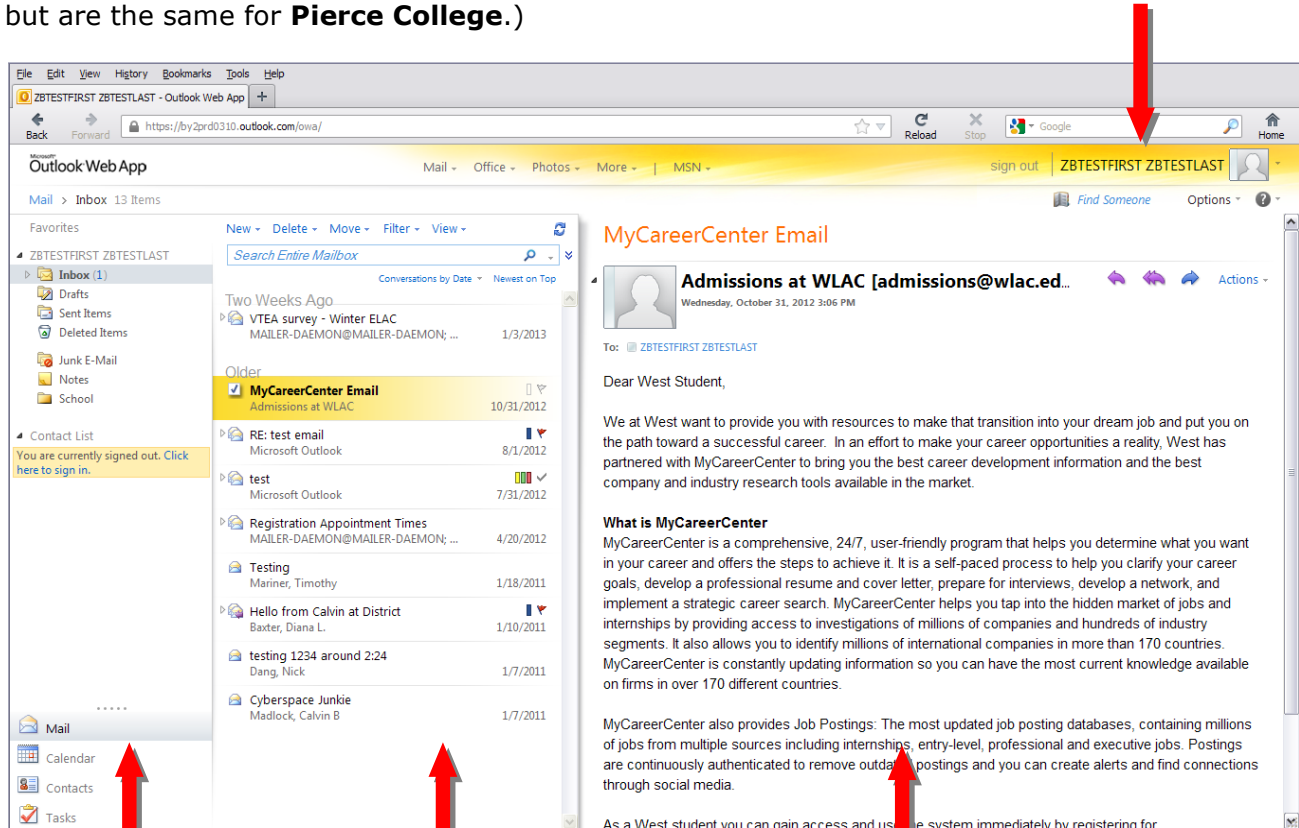 but are the same for Pierce College.)
File Edit View History Bookmarks Tools Help
ZBTESTFIRST ZBTESTLAST - Outlook Web App +
Back Forward https://by2prd0310.outlook.com/owa/ Reload Stop Google Home
Microsoft®
Outlook Web App Mail Office Photos More | MSN sign out ZBTESTFIRST ZBTESTLAST
Mail > Inbox 13 Items Find Someone Options ?
Favorites
ZBTESTFIRST ZBTESTLAST
Inbox (1)
Drafts
Sent Items
Deleted Items
Junk E-Mail
Notes
School
Contact List
You are currently signed out. Click
here to sign in.
Mail
Calendar
Contacts
Tasks
New Delete Move Filter View
Search Entire Mailbox
Conversations by Date Newest on Top
Two Weeks Ago
VTEA survey - Winter ELAC
MAILER-DAEMON@MAILER-DAEMON; ... 1/3/2013
Older
MyCareerCenter Email
Admissions at WLAC 10/31/2012
RE: test email
Microsoft Outlook 8/1/2012
test
Microsoft Outlook 7/31/2012
Registration Appointment Times
MAILER-DAEMON@MAILER-DAEMON; ... 4/20/2012
Testing
Mariner, Timothy 1/18/2011
Hello from Calvin at District
Baxter, Diana L. 1/10/2011
testing 1234 around 2:24
Dang, Nick 1/7/2011
Cyberspace Junkie
Madlock, Calvin B 1/7/2011
MyCareerCenter Email
Admissions at WLAC [admissions@wlac.ed... Actions
Wednesday, October 31, 2012 3:06 PM
To: ZBTESTFIRST ZBTESTLAST
Dear West Student,
We at West want to provide you with resources to make that transition into your dream job and put you on
the path toward a successful career. In an effort to make your career opportunities a reality, West has
partnered with MyCareerCenter to bring you the best career development information and the best
company and industry research tools available in the market.
What is MyCareerCenter
MyCareerCenter is a comprehensive, 24/7, user-friendly program that helps you determine what you want
in your career and offers the steps to achieve it. It is a self-paced process to help you clarify your career
goals, develop a professional resume and cover letter, prepare for interviews, develop a network, and
implement a strategic career search. MyCareerCenter helps you tap into the hidden market of jobs and
internships by providing access to investigations of millions of companies and hundreds of industry
segments. It also allows you to identify millions of international companies in more than 170 countries.
MyCareerCenter is constantly updating information so you can have the most current knowledge available
on firms in over 170 different countries.
MyCareerCenter also provides Job Postings: The most updated job posting databases, containing millions
of jobs from multiple sources including internships, entry-level, professional and executive jobs. Postings
are continuously authenticated to remove postings and you can create alerts and find connections
through social media.
As a West student you can gain access and system immediately by registering for